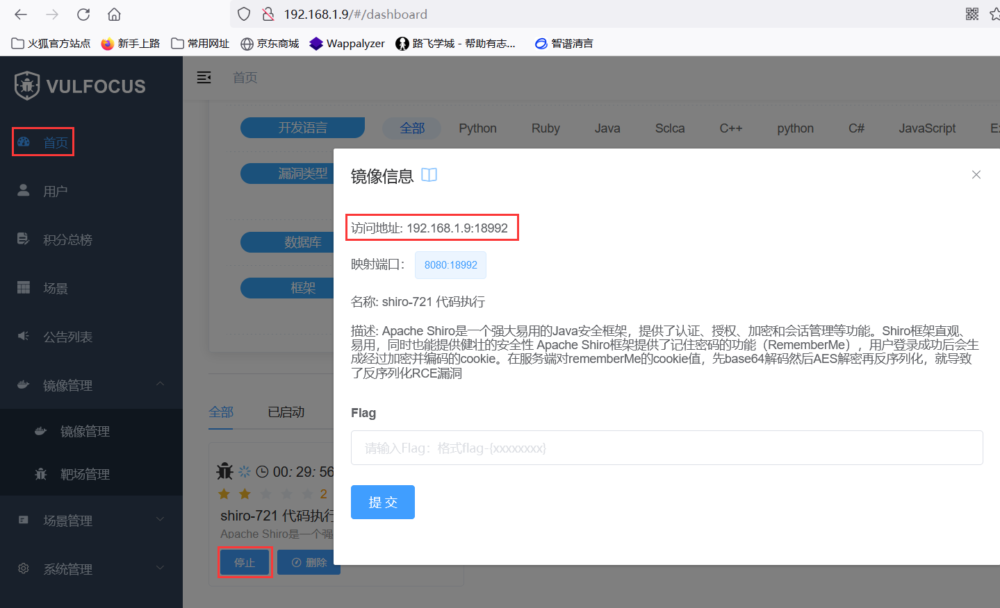 192.168.1.9/#/dashboard
火狐官方站点 新手上路 常用网址 京东商城 Wappalyzer 路飞学城 - 帮助有志... 智谱清言
VULFOCUS
首页
首页
用户
积分总榜
场景
公告列表
镜像管理
镜像管理
靶场管理
场景管理
系统管理
开发语言 全部 Python Ruby Java Sclca C++ python C# JavaScript
漏洞类型
数据库
框架
全部 已启动
00: 29: 56
2
shiro-721 代码执行
Apache Shiro是一个强
停止 删除
镜像信息
访问地址: 192.168.1.9:18992
映射端口： 8080:18992
名称: shiro-721 代码执行
描述: Apache Shiro是一个强大易用的Java安全框架，提供了认证、授权、加密和会话管理等功能。Shiro框架直观、
易用，同时也能提供健壮的安全性 Apache Shiro框架提供了记住密码的功能（RememberMe），用户登录成功后会生
成经过加密并编码的cookie。在服务端对rememberMe的cookie值，先base64解码然后AES解密再反序列化，就导致
了反序列化RCE漏洞
Flag
请输入Flag：格式flag-{xxxxxxxx}
提 交